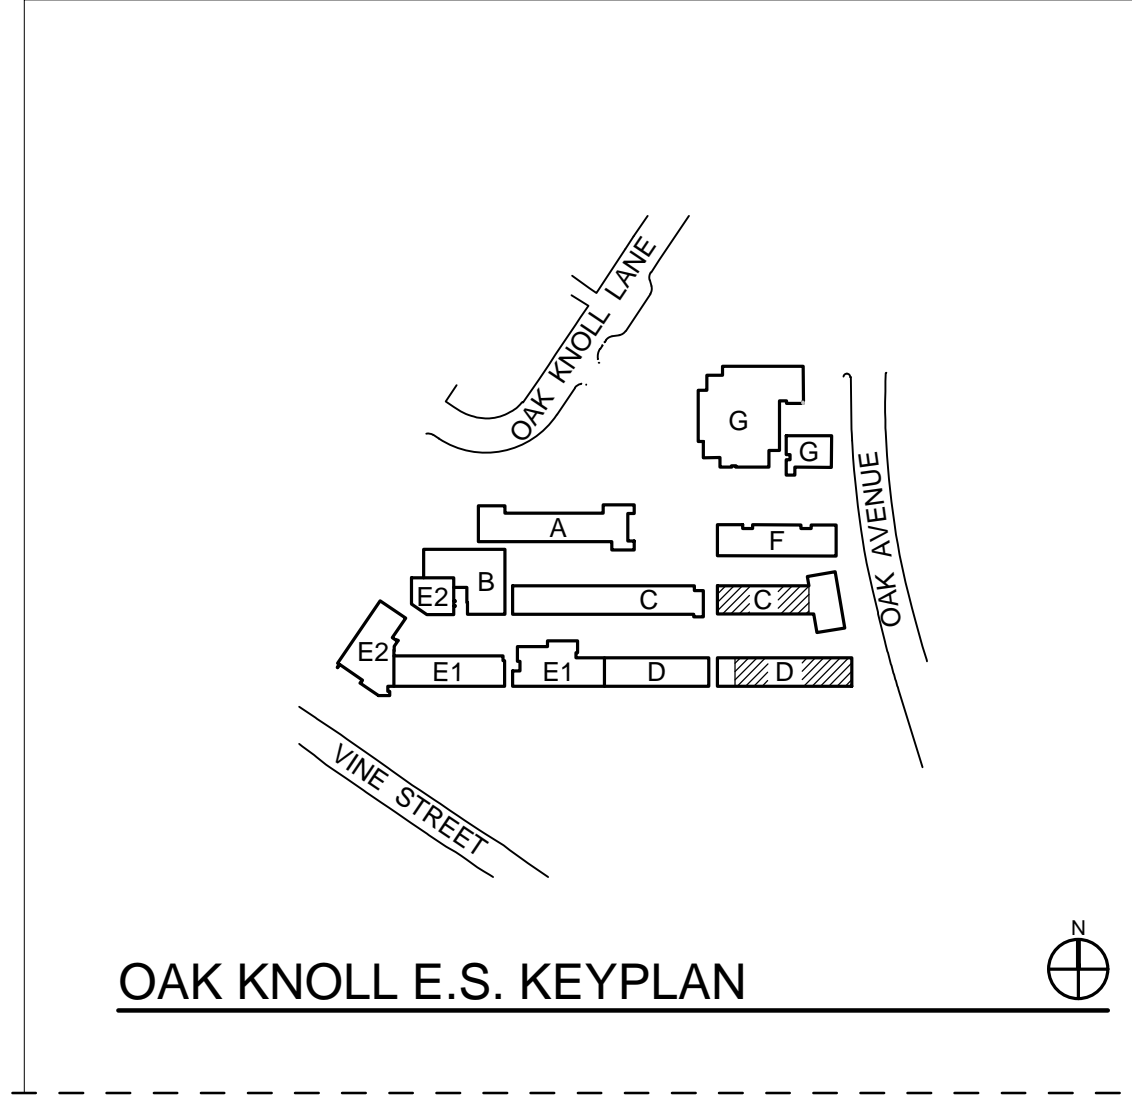 OAK KNOLL LANE
G
G
OAK AVENUE
A
F
B
E2
C
C
E2
E1
E1
D
D
VINE STREET
N
OAK KNOLL E.S. KEYPLAN